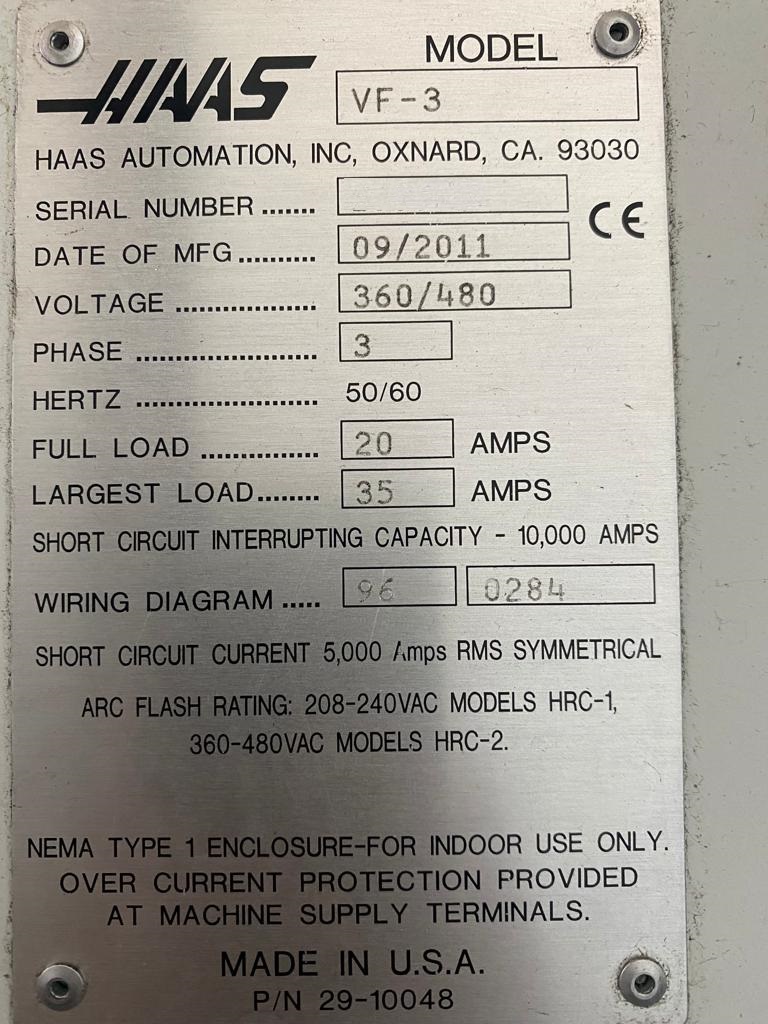 MODEL
HAAS VF-3
HAAS AUTOMATION, INC, OXNARD, CA. 93030
SERIAL NUMBER .......
CE
DATE OF MFG.......... 09/2011
VOLTAGE .................. 360/480
PHASE ....................... 3
HERTZ ....................... 50/60
FULL LOAD ............... 20 AMPS
LARGEST LOAD........ 35 AMPS
SHORT CIRCUIT INTERRUPTING CAPACITY - 10,000 AMPS
WIRING DIAGRAM ..... 96 0284
SHORT CIRCUIT CURRENT 5,000 Amps RMS SYMMETRICAL
ARC FLASH RATING: 208-240VAC MODELS HRC-1,
360-480VAC MODELS HRC-2.
NEMA TYPE 1 ENCLOSURE-FOR INDOOR USE ONLY.
OVER CURRENT PROTECTION PROVIDED
AT MACHINE SUPPLY TERMINALS.
MADE IN U.S.A.
P/N 29-10048